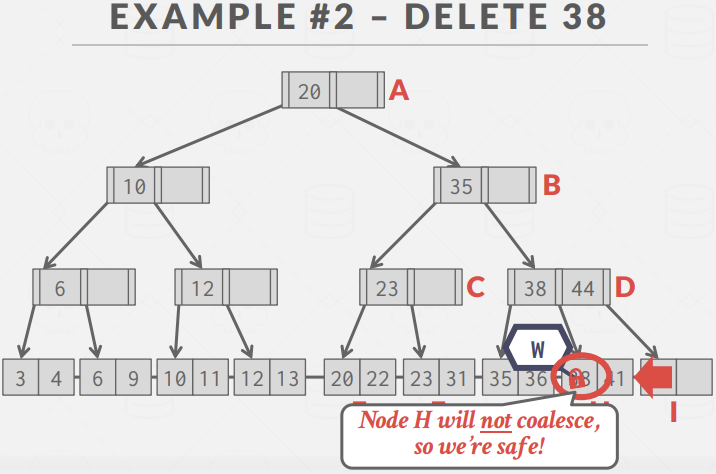 EXAMPLE #2 – DELETE 38
20 A
10 35 B
6 12 23 C 38 44 D
W
3 4 6 9 10 11 12 13 20 22 23 31 35 36 41
I
Node H will not coalesce,
so we're safe!